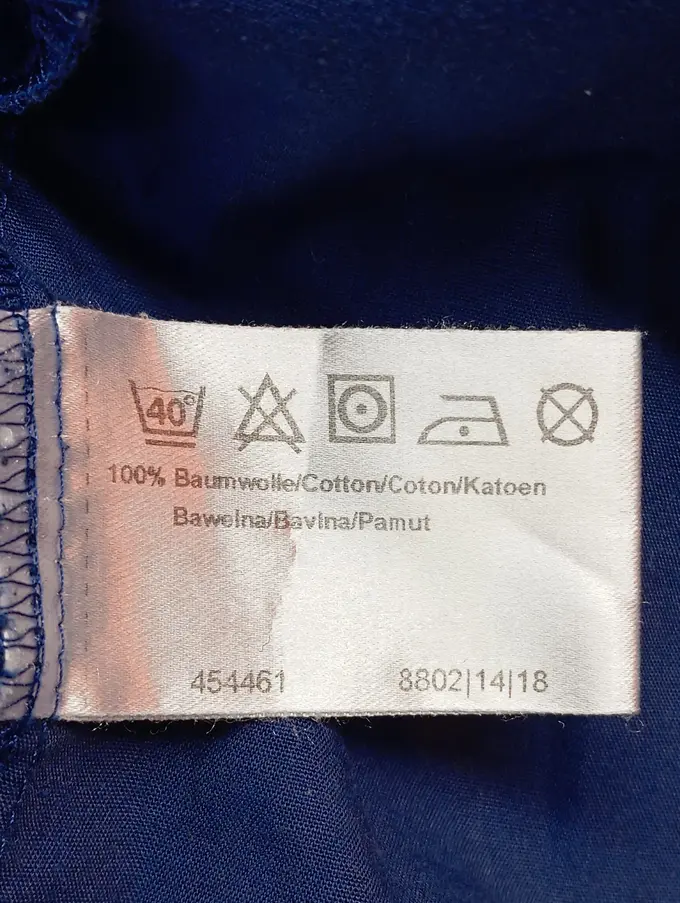 40°
100% Baumwolle/Cotton/Coton/Katoen
Bawelna/Bavlna/Pamut
454461 8802|14|18